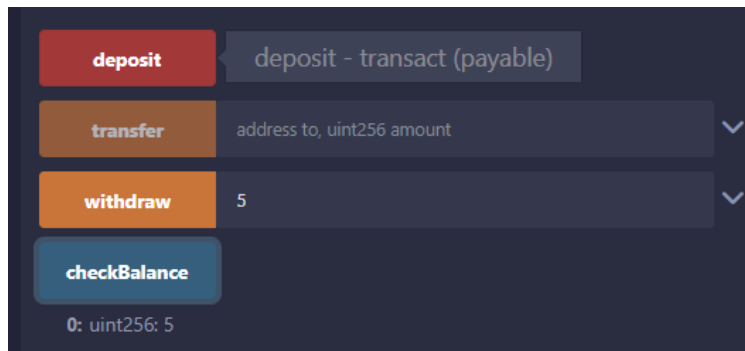 deposit
deposit - transact (payable)
transfer
address to, uint256 amount
withdraw
5
checkBalance
0: uint256: 5